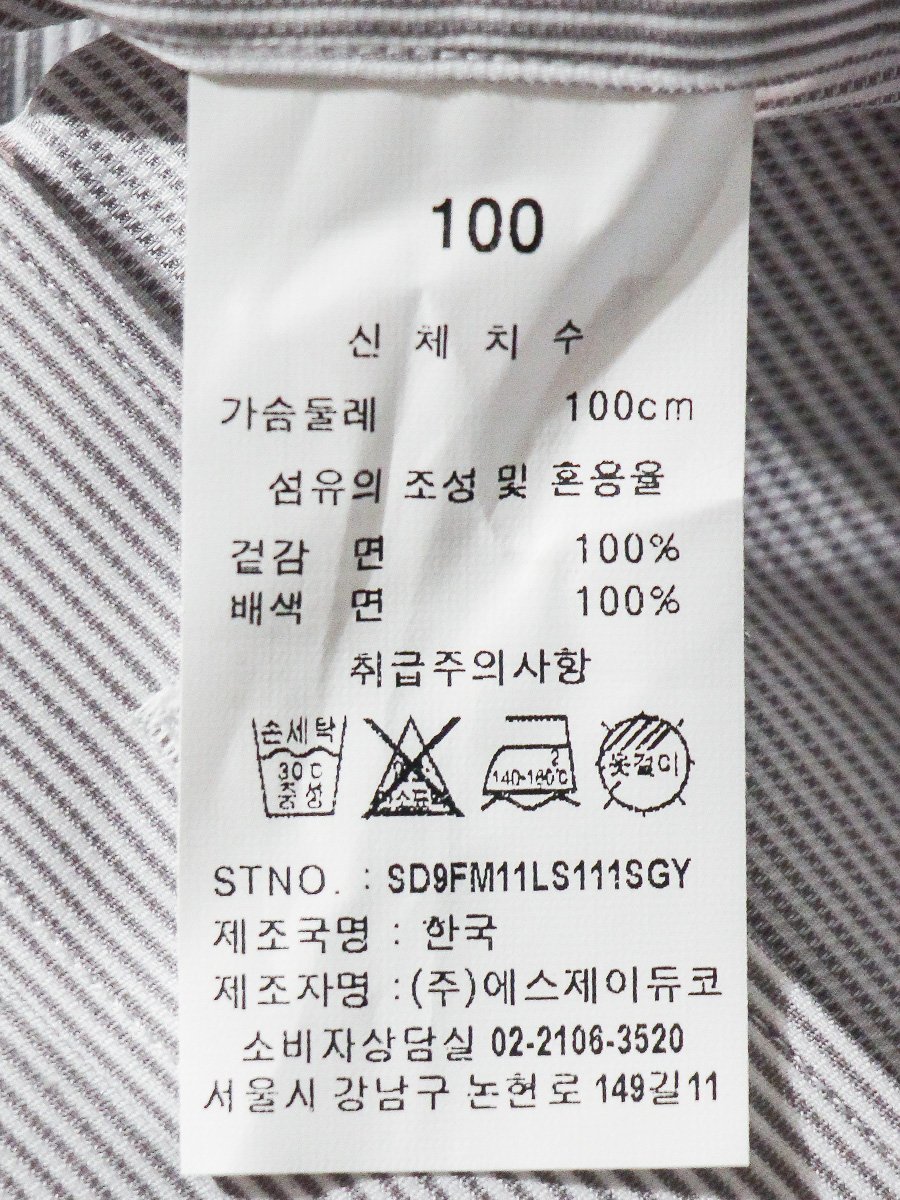 100
신체치수
가슴둘레 100cm
섬유의 조성 및 혼용율
겉감 면 100%
배색 면 100%
취급주의사항
손세탁
30℃
중성
2
140-160℃
옷걸이
STNO. : SD9FM11LS111SGY
제조국명 : 한국
제조자명 : (주)에스제이듀코
소비자상담실 02-2106-3520
서울시 강남구 논현로 149길11